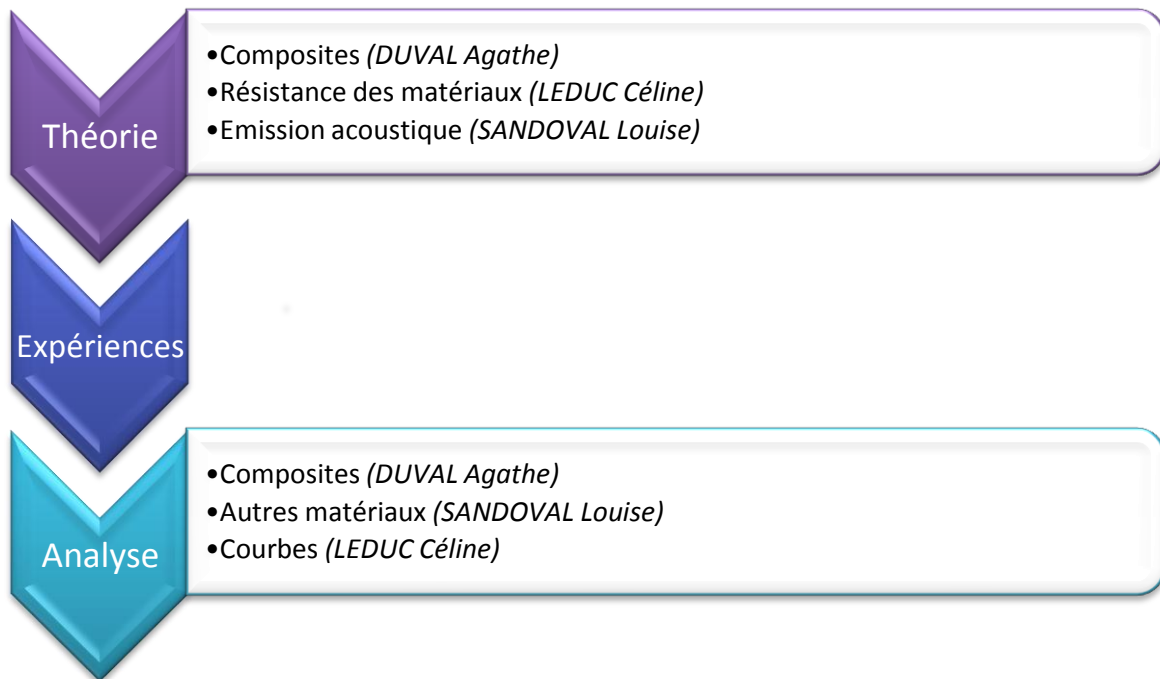 Théorie
•Composites (DUVAL Agathe)
•Résistance des matériaux (LEDUC Céline)
•Emission acoustique (SANDOVAL Louise)
Expériences
Analyse
•Composites (DUVAL Agathe)
•Autres matériaux (SANDOVAL Louise)
•Courbes (LEDUC Céline)